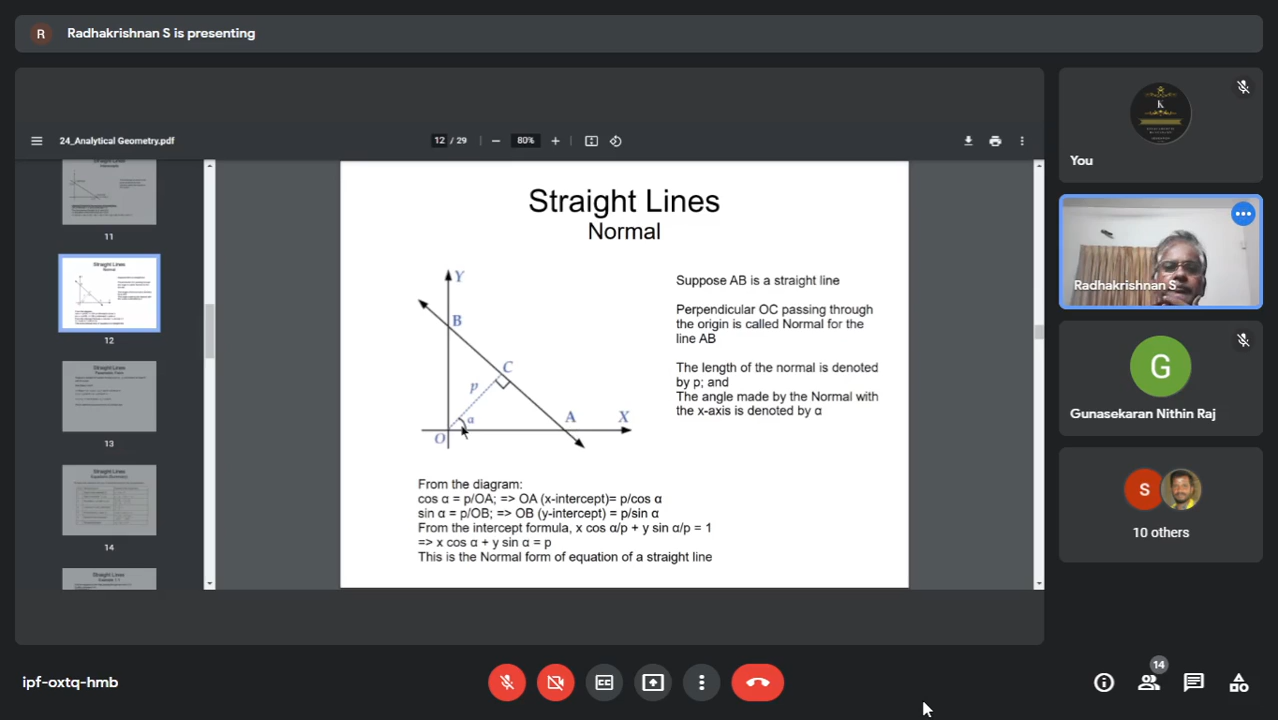 R Radhakrishnan S is presenting
24_Analytical Geometry.pdf
12 / 29
80%
11
12
13
14
Straight Lines
Normal
Y
B
C
p
α
O
A
X
Suppose AB is a straight line
Perpendicular OC passing through
the origin is called Normal for the
line AB
The length of the normal is denoted
by p; and
The angle made by the Normal with
the x-axis is denoted by α
From the diagram:
cos α = p/OA; => OA (x-intercept)= p/cos α
sin α = p/OB; => OB (y-intercept) = p/sin α
From the intercept formula, x cos α/p + y sin α/p = 1
=> x cos α + y sin α = p
This is the Normal form of equation of a straight line
K
You
Radhakrishnan S
G
Gunasekaran Nithin Raj
S
10 others
ipf-oxtq-hmb
CC
14